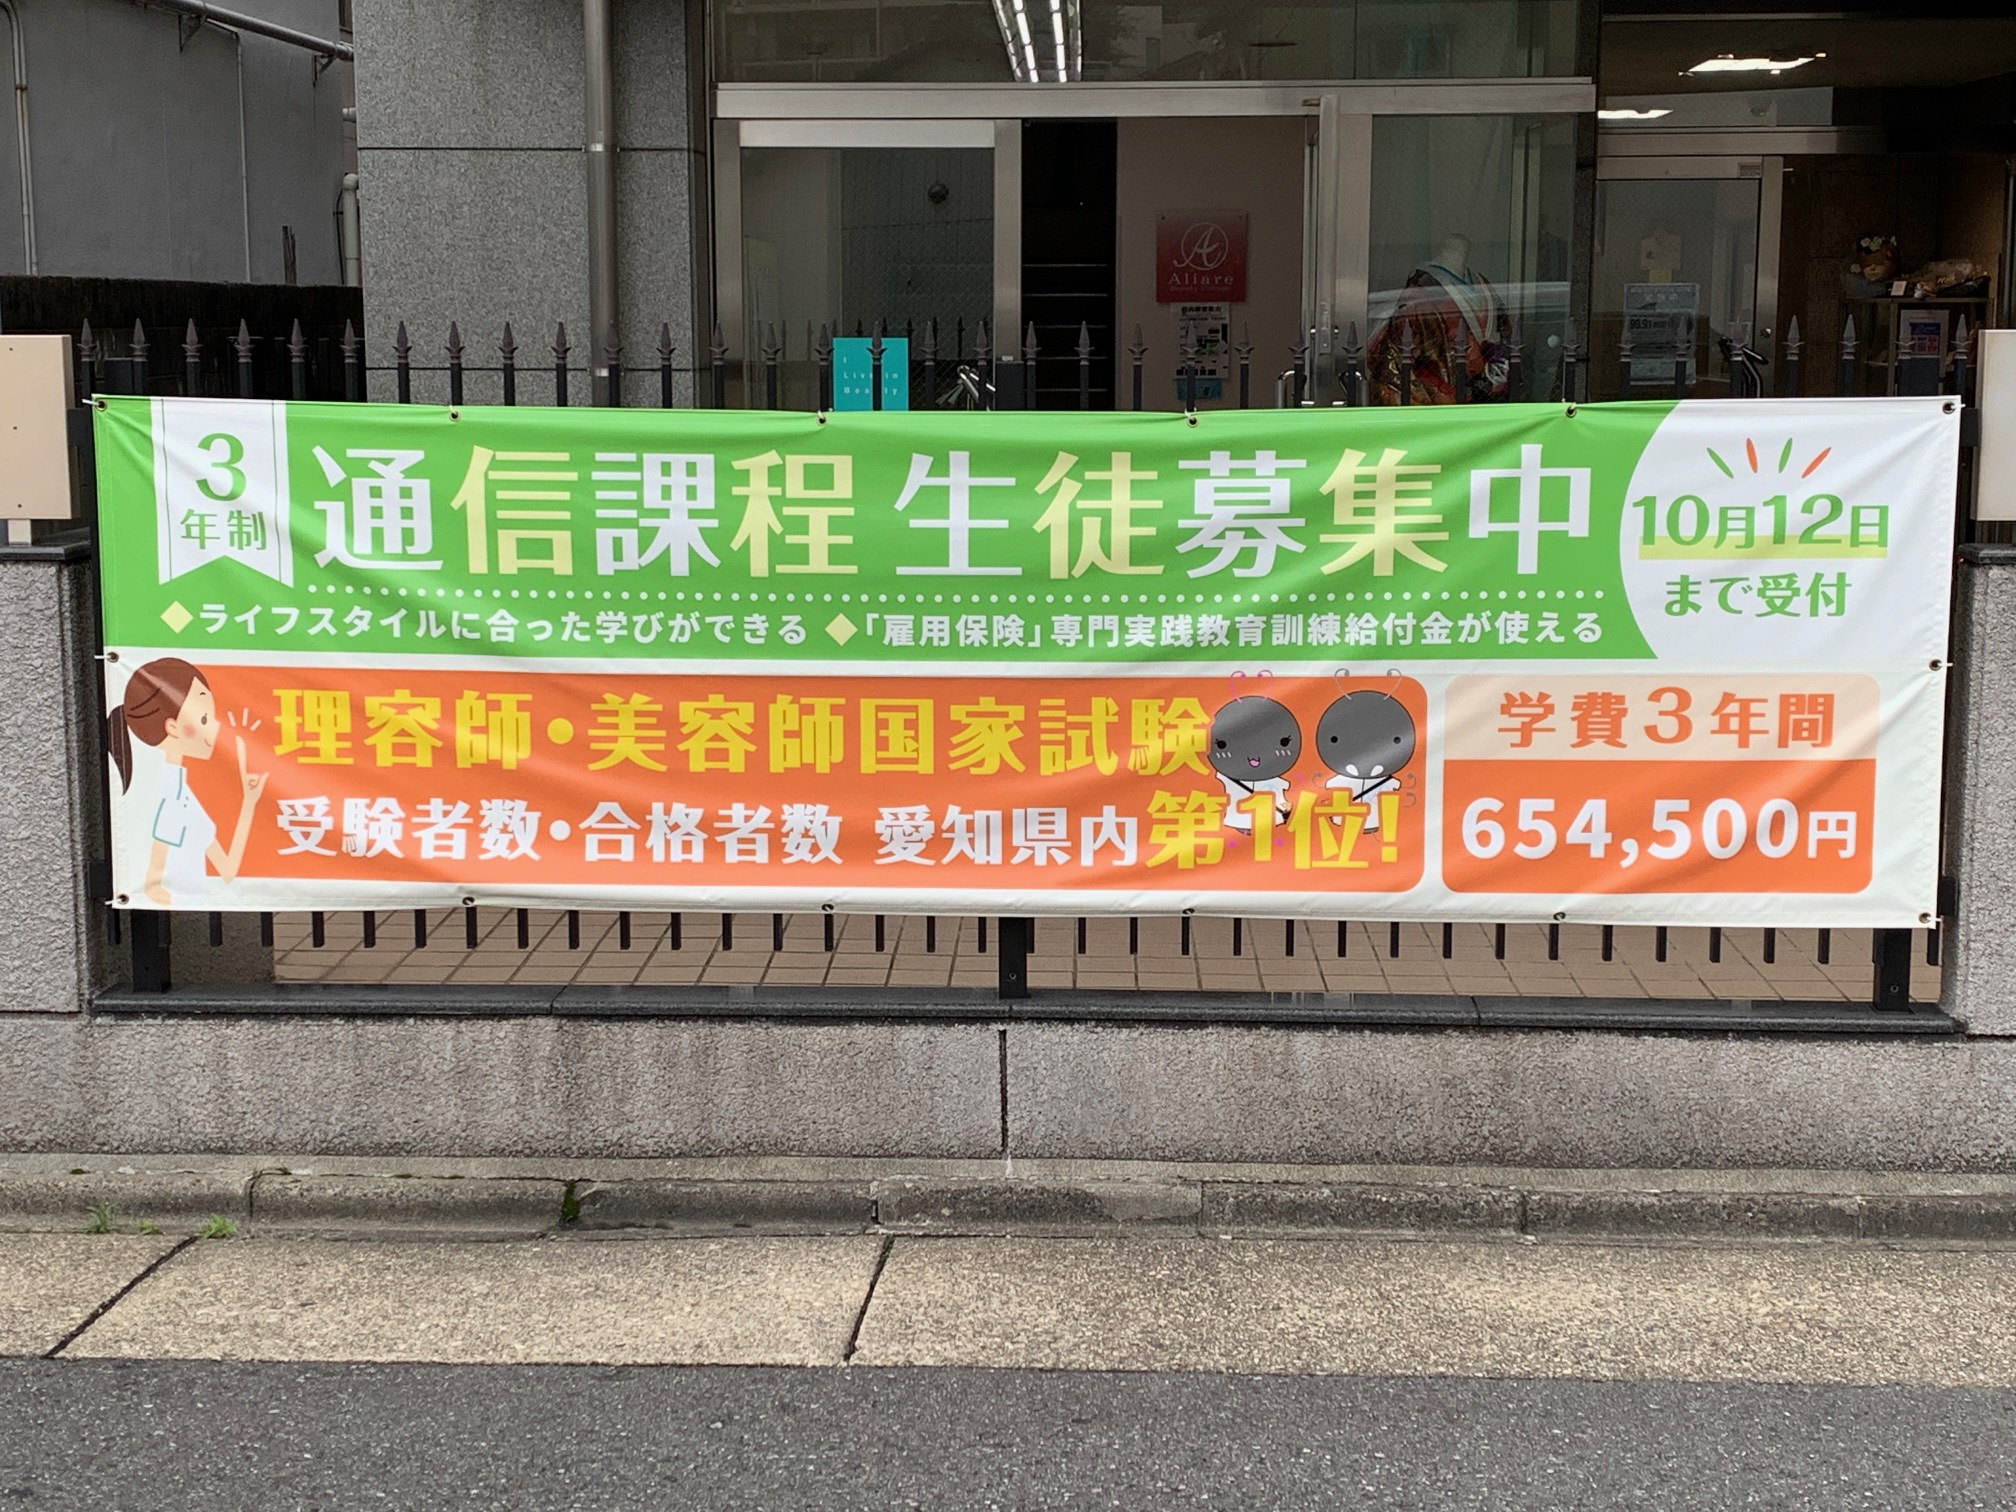 Aliare
I
Live in
Beauty
3
年制
通信課程 生徒募集中
10月12日
まで受付
◆ライフスタイルに合った学びができる ◆「雇用保険」専門実践教育訓練給付金が使える
理容師・美容師国家試験
受験者数・合格者数 愛知県内第1位!
学費3年間
654,500円